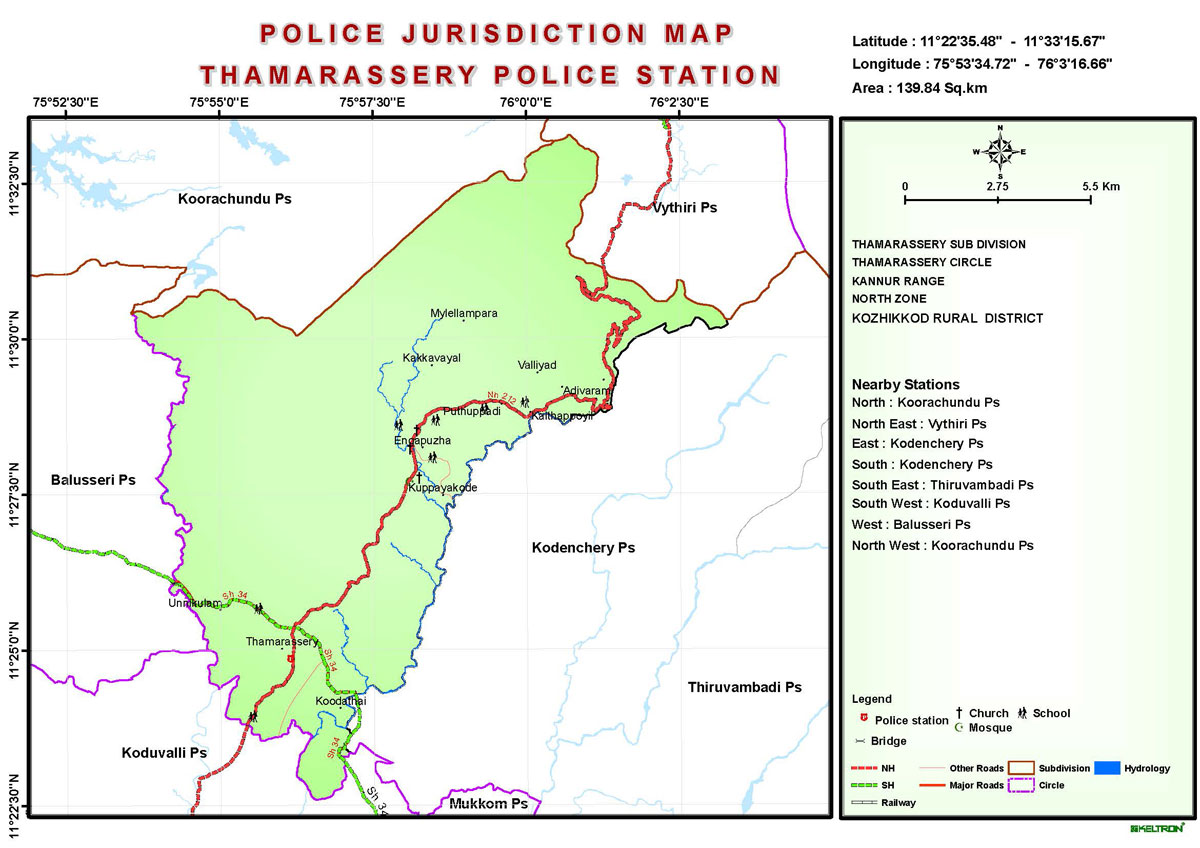 POLICE JURISDICTION MAP
THAMARASSERY POLICE STATION
Latitude : 11°22'35.48" - 11°33'15.67"
Longitude : 75°53'34.72" - 76°3'16.66"
Area : 139.84 Sq.km
75°52'30"E
75°55'0"E
75°57'30"E
76°0'0"E
76°2'30"E
11°32'30"N
11°30'0"N
11°27'30"N
11°25'0"N
11°22'30"N
Koorachundu Ps
Vythiri Ps
Mylellampara
Kakkavayal
Valliyad
Adivaram
Nh 212
Puthuppadi
Kaithappoyil
Engapuzha
Kuppayakode
Balusseri Ps
Kodenchery Ps
Unnikulam
Sh 34
Thamarassery
Sh 34
Koodathai
Thiruvambadi Ps
Koduvalli Ps
Sh 34
Sh 34
Mukkom Ps
N
W
E
S
0
2.75
5.5 Km
THAMARASSERY SUB DIVISION
THAMARASSERY CIRCLE
KANNUR RANGE
NORTH ZONE
KOZHIKKOD RURAL DISTRICT
Nearby Stations
North : Koorachundu Ps
North East : Vythiri Ps
East : Kodenchery Ps
South : Kodenchery Ps
South East : Thiruvambadi Ps
South West : Koduvalli Ps
West : Balusseri Ps
North West : Koorachundu Ps
Legend
Police station
Church
School
Mosque
Bridge
NH
Other Roads
Subdivision
Hydrology
SH
Major Roads
Circle
Railway
KELTRON